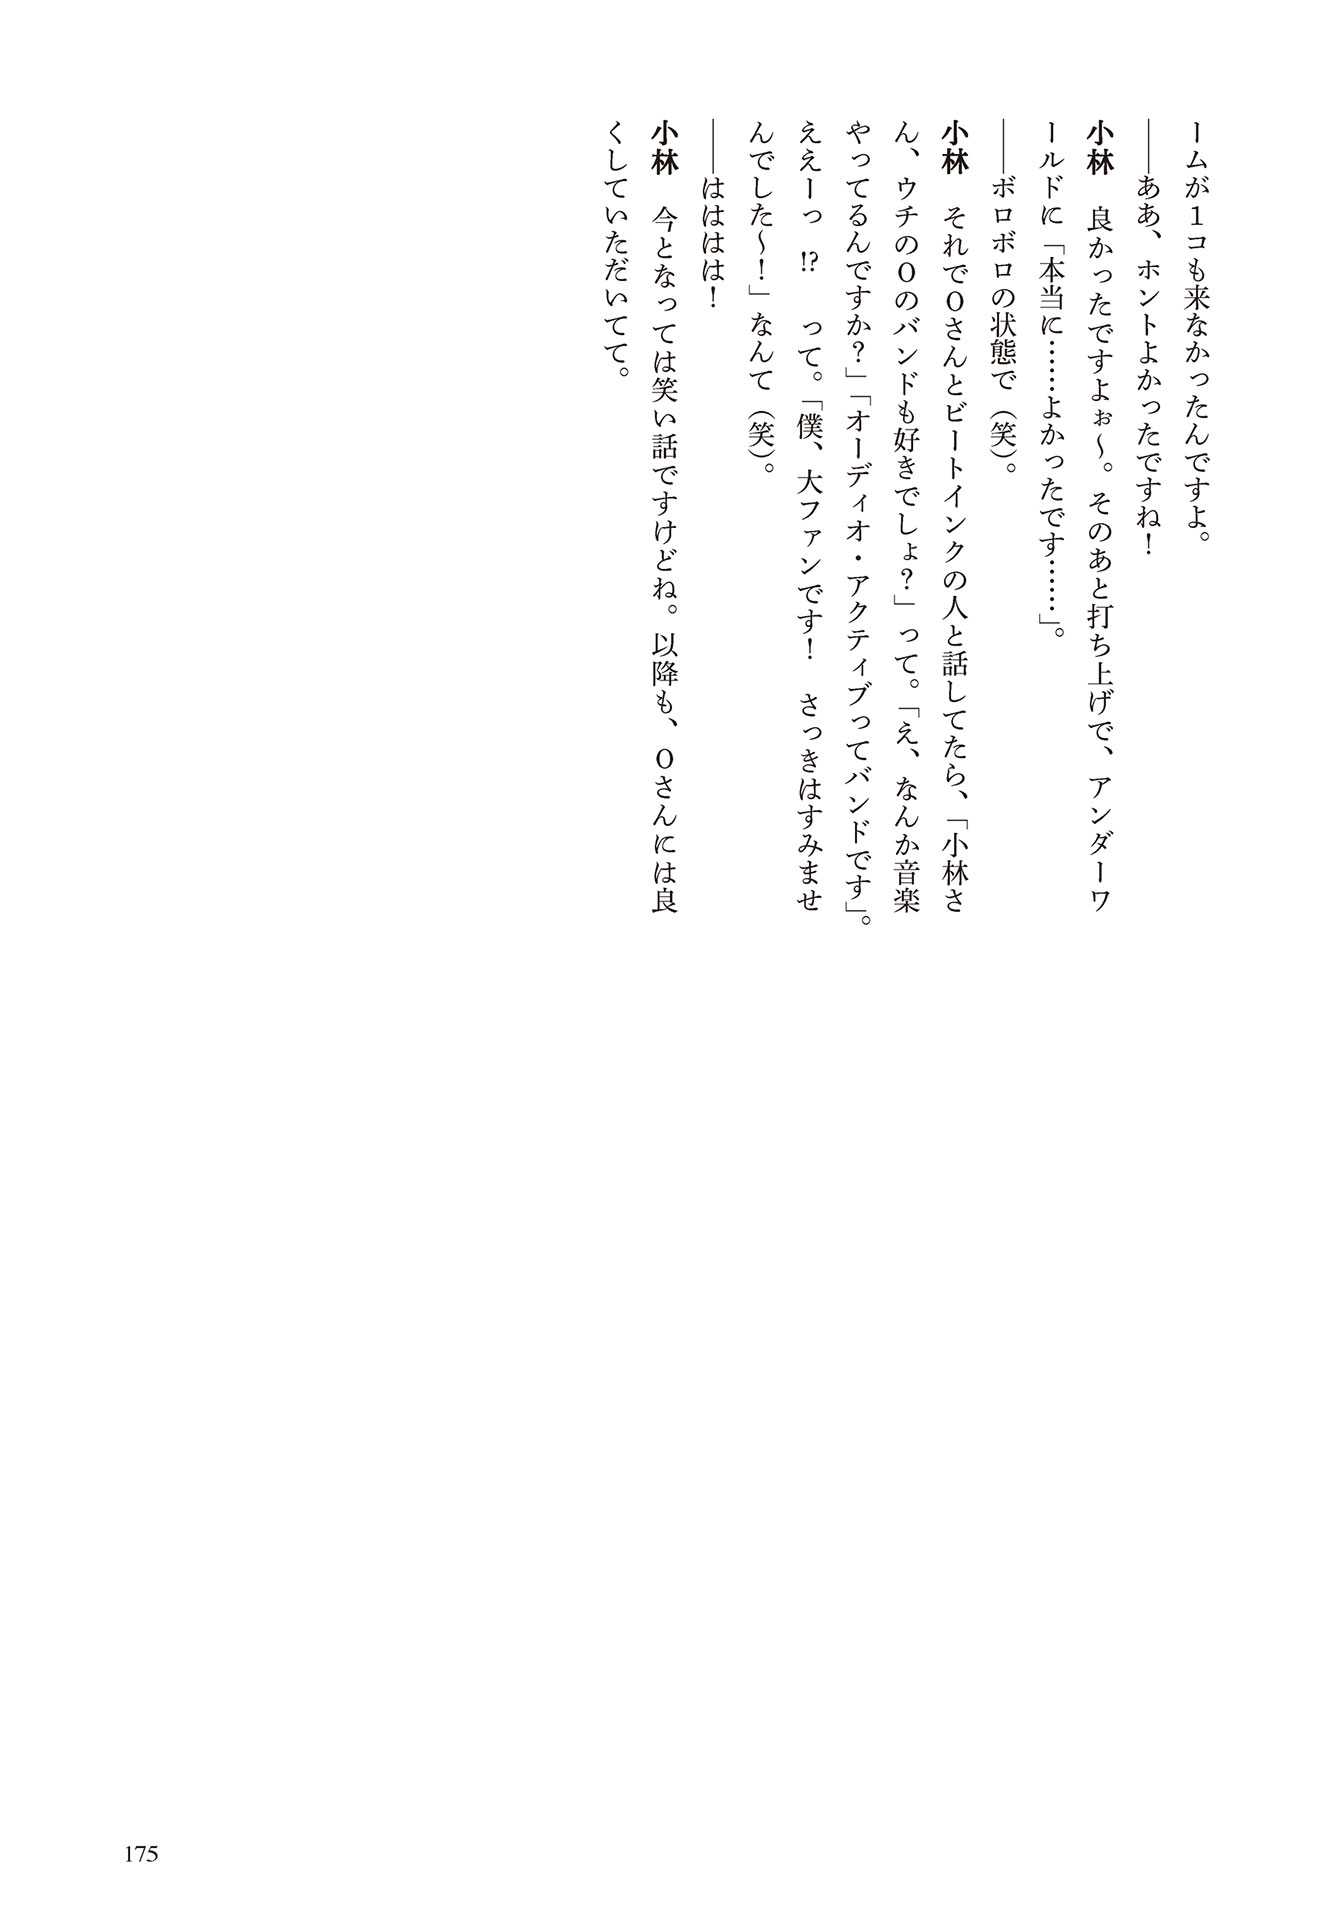 ームが１コも来なかったんですよ。
――ああ、ホントよかったですね！
小林　良かったですよぉ〜。そのあと打ち上げで、アンダーワ
ールドに「本当に……よかったです……」。
――ボロボロの状態で（笑）。
小林　それでＯさんとビートインクの人と話してたら、「小林さ
ん、ウチのＯのバンドも好きでしょ？」って。「え、なんか音楽
やってるんですか？」「オーディオ・アクティブってバンドです」。
ええーっ⁉　って。「僕、大ファンです！　さっきはすみませ
んでした〜！」なんて（笑）。
――はははは！
小林　今となっては笑い話ですけどね。以降も、Ｏさんには良
くしていただいてて。
175